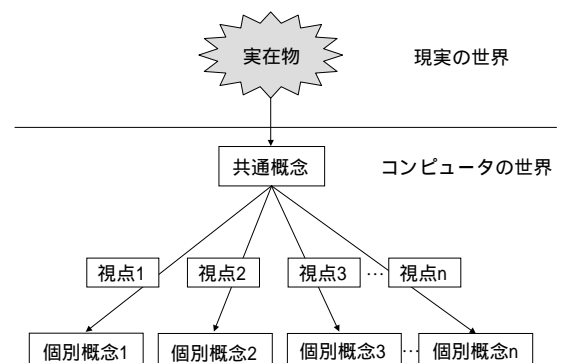 実在物
現実の世界
共通概念
コンピュータの世界
視点1 視点2 視点3 … 視点n
個別概念1 個別概念2 個別概念3 … 個別概念n